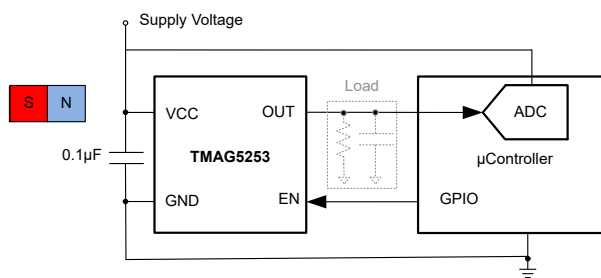 Supply Voltage
S N
VCC
OUT
Load
ADC
0.1µF
TMAG5253
µController
GND
EN
GPIO